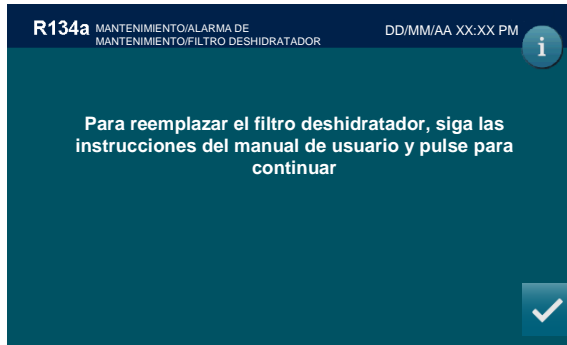 R134a MANTENIMIENTO/ALARMA DE DD/MM/AA XX:XX PM
MANTENIMIENTO/FILTRO DESHIDRATADOR
i
Para reemplazar el filtro deshidratador, siga las
instrucciones del manual de usuario y pulse para
continuar